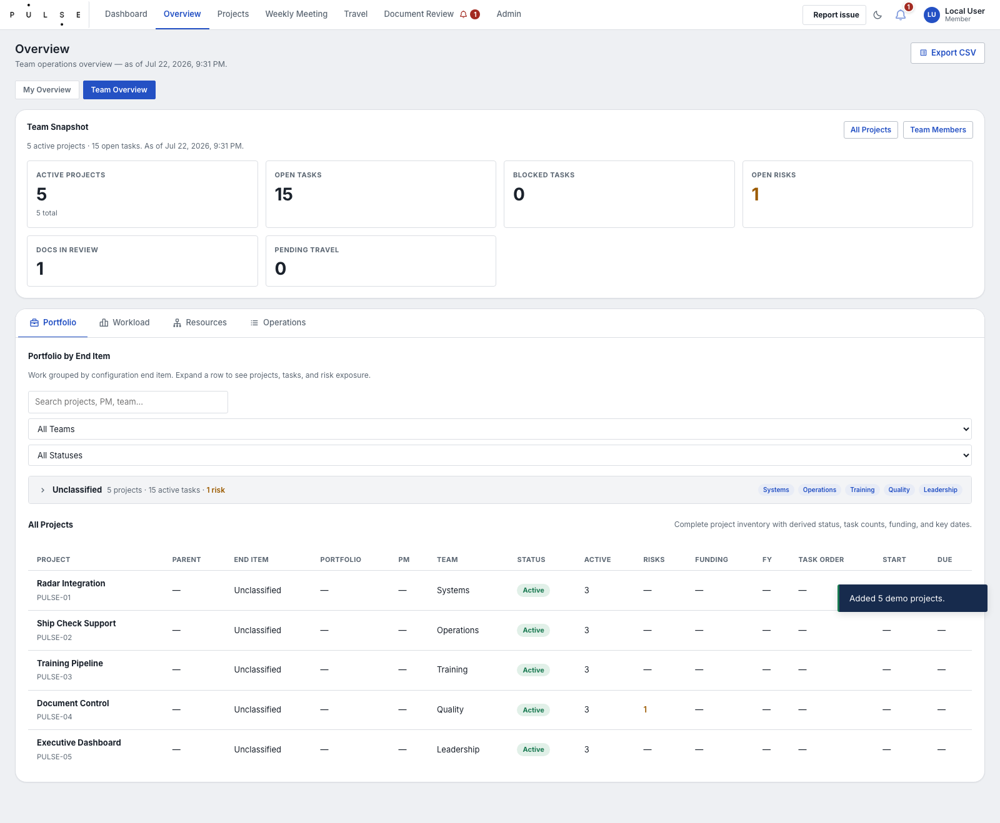 PULSE
Dashboard Overview Projects Weekly Meeting Travel Document Review 1 Admin
Report issue
1
LU
Local User
Member
Overview
Team operations overview — as of Jul 22, 2026, 9:31 PM.
Export CSV
My Overview Team Overview
Team Snapshot
All Projects Team Members
5 active projects · 15 open tasks. As of Jul 22, 2026, 9:31 PM.
ACTIVE PROJECTS
5
5 total
OPEN TASKS
15
BLOCKED TASKS
0
OPEN RISKS
1
DOCS IN REVIEW
1
PENDING TRAVEL
0
Portfolio Workload Resources Operations
Portfolio by End Item
Work grouped by configuration end item. Expand a row to see projects, tasks, and risk exposure.
Search projects, PM, team...
All Teams
All Statuses
Unclassified 5 projects · 15 active tasks · 1 risk Systems Operations Training Quality Leadership
All Projects Complete project inventory with derived status, task counts, funding, and key dates.
PROJECT PARENT END ITEM PORTFOLIO PM TEAM STATUS ACTIVE RISKS FUNDING FY TASK ORDER START DUE
Radar Integration
PULSE-01
— Unclassified — — Systems Active 3 — — — —
Added 5 demo projects.
Ship Check Support
PULSE-02
— Unclassified — — Operations Active 3 — — — — — —
Training Pipeline
PULSE-03
— Unclassified — — Training Active 3 — — — — — —
Document Control
PULSE-04
— Unclassified — — Quality Active 3 1 — — — — —
Executive Dashboard
PULSE-05
— Unclassified — — Leadership Active 3 — — — — — —